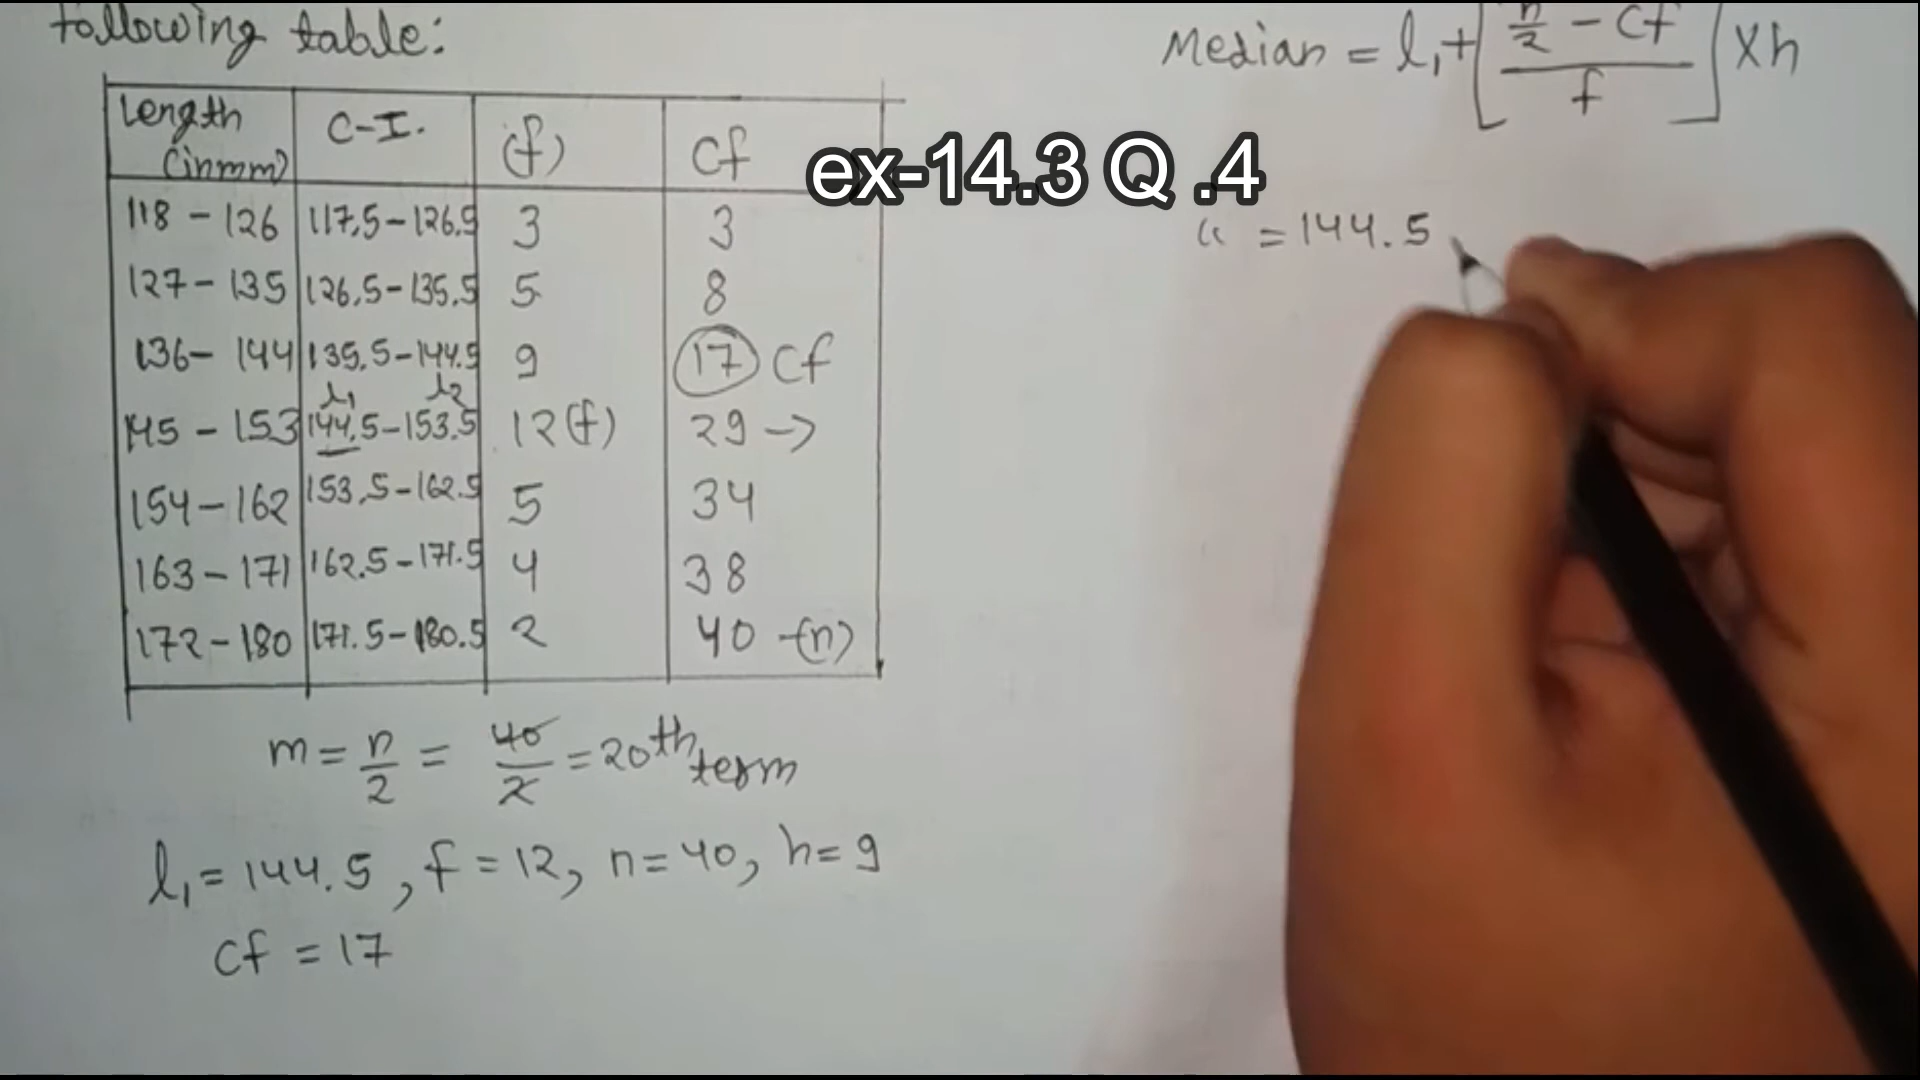 following table:
Median = l₁ + [n/2 - Cf / f] × h
ex-14.3 Q .4
Length (in mm) C-I. (f) Cf
118 - 126 117.5 - 126.5 3 3
127 - 135 126.5 - 135.5 5 8
136 - 144 135.5 - 144.5 9 17 Cf
l₁ l₂
145 - 153 144.5 - 153.5 12 (f) 29 →
154 - 162 153.5 - 162.5 5 34
163 - 171 162.5 - 171.5 4 38
172 - 180 171.5 - 180.5 2 40 - (n)
" = 144.5
m = n/2 = 40/2 = 20th term
l₁ = 144.5, f = 12, n = 40, h = 9
cf = 17